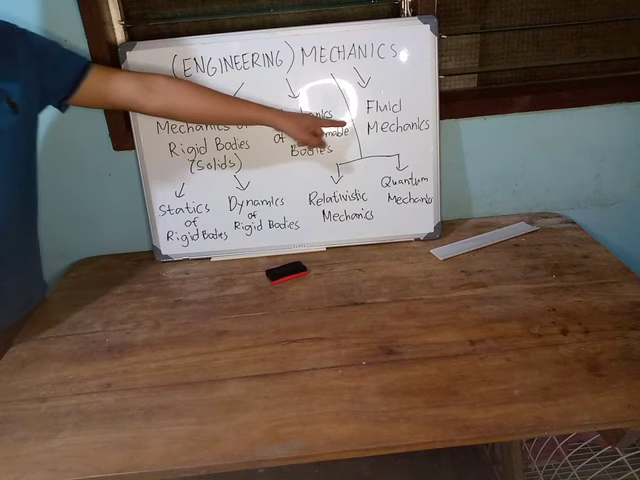 (ENGINEERING) MECHANICS
Mechanics of
Rigid Bodies
(Solids)
of
Bodies
Fluid
Mechanics
Statics
of
Rigid Bodies
Dynamics
of
Rigid Bodies
Relativistic
Mechanics
Quantum
Mechanics